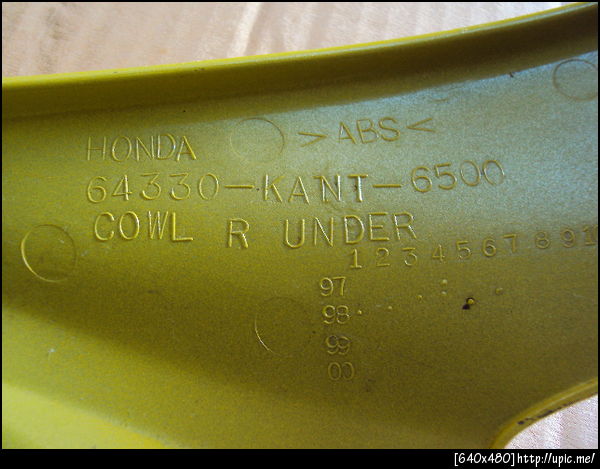 HONDA >ABS<
64330-KANT-6500
COWL R UNDER
1 2 3 4 5 6 7 8 9 1
97
98
99
00
[640x480]http://upic.me/